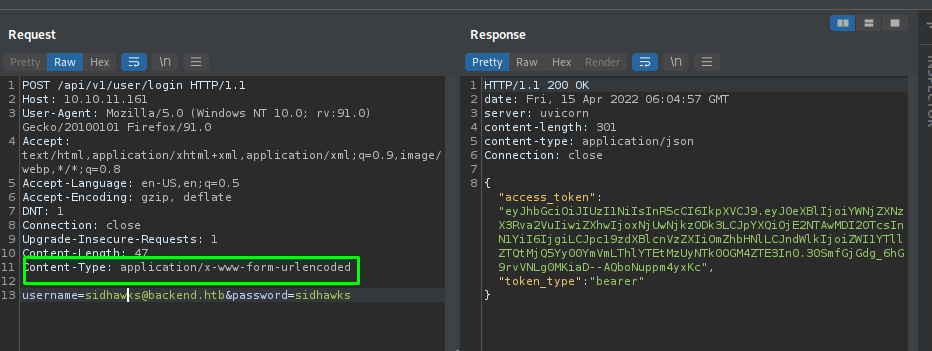 Request
Pretty Raw Hex \n
1 POST /api/v1/user/login HTTP/1.1
2 Host: 10.10.11.161
3 User-Agent: Mozilla/5.0 (Windows NT 10.0; rv:91.0)
Gecko/20100101 Firefox/91.0
4 Accept:
text/html,application/xhtml+xml,application/xml;q=0.9,image/
webp,*/*;q=0.8
5 Accept-Language: en-US,en;q=0.5
6 Accept-Encoding: gzip, deflate
7 DNT: 1
8 Connection: close
9 Upgrade-Insecure-Requests: 1
10 Content-Length: 47
11 Content-Type: application/x-www-form-urlencoded
12
13 username=sidhawks@backend.htb&password=sidhawks
Response
Pretty Raw Hex Render \n
1 HTTP/1.1 200 OK
2 date: Fri, 15 Apr 2022 06:04:57 GMT
3 server: uvicorn
4 content-length: 301
5 content-type: application/json
6 Connection: close
7
8 {
"access_token":
"eyJhbGciOiJIUzI1NiIsInR5cCI6IkpXVCJ9.eyJ0eXBlIjoiYWNjZXNz
X3Rva2VuIiwiZXhwIjoxNjUwNjkzODk3LCJpYXQiOjE2NTAwMDI2OTcsIn
N1YiI6IjgiLCJpc19zdXBlcnVzZXIiOmZhbHNlLCJndWlkIjoiZWI1YTll
ZTQtMjQ5Yy00YmVmLThlYTEtMzUyNTk0OGM4ZTE3In0.30SmfGjGdg_6hG
9rvVNLg0MKiaD--AQboNuppm4yxKc",
"token_type":"bearer"
}
INSPECTOR